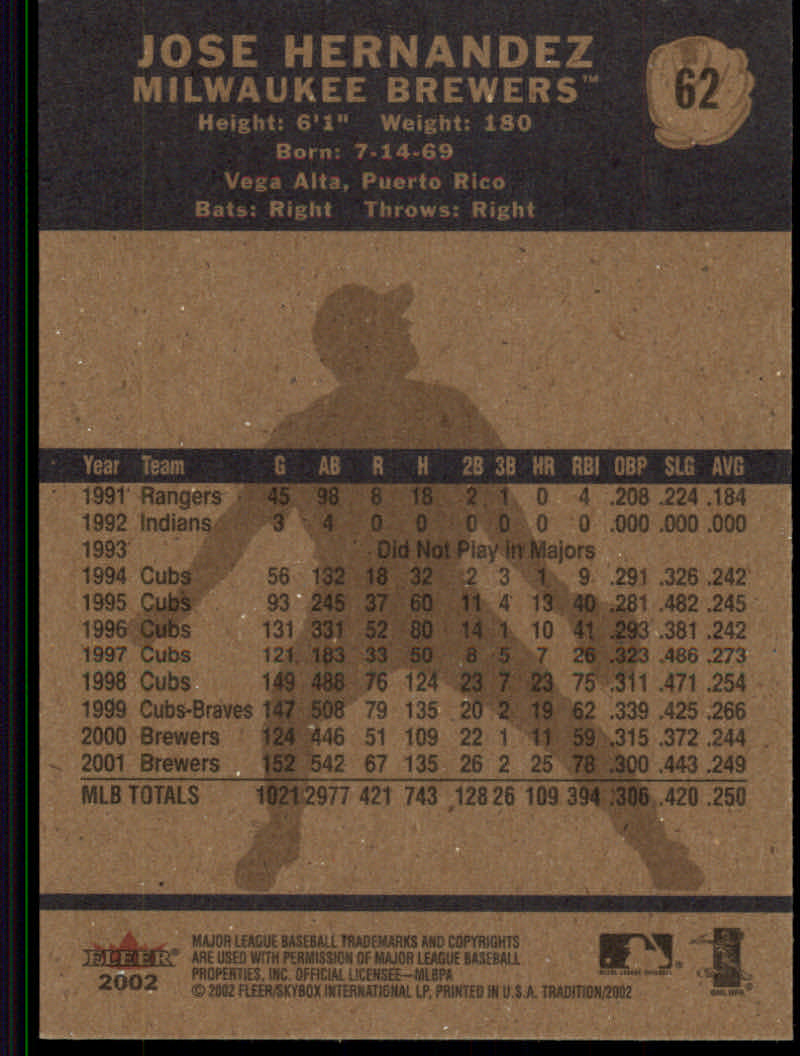 JOSE HERNANDEZ
62
MILWAUKEE BREWERS™
Height: 6'1" Weight: 180
Born: 7-14-69
Vega Alta, Puerto Rico
Bats: Right Throws: Right
Year Team G AB R H 2B 3B HR RBI OBP SLG AVG
1991 Rangers 45 98 8 18 2 1 0 4 .208 .224 .184
1992 Indians 3 4 0 0 0 0 0 0 .000 .000 .000
1993 Did Not Play in Majors
1994 Cubs 56 132 18 32 2 3 1 9 .291 .326 .242
1995 Cubs 93 245 37 60 11 4 13 40 .281 .482 .245
1996 Cubs 131 331 52 80 14 1 10 41 .293 .381 .242
1997 Cubs 121 183 33 50 8 5 7 26 .323 .486 .273
1998 Cubs 149 488 76 124 23 7 23 75 .311 .471 .254
1999 Cubs-Braves 147 508 79 135 20 2 19 62 .339 .425 .266
2000 Brewers 124 446 51 109 22 1 11 59 .315 .372 .244
2001 Brewers 152 542 67 135 26 2 25 78 .300 .443 .249
MLB TOTALS 1021 2977 421 743 128 26 109 394 .306 .420 .250
FLEER®
2002
MAJOR LEAGUE BASEBALL TRADEMARKS AND COPYRIGHTS
ARE USED WITH PERMISSION OF MAJOR LEAGUE BASEBALL
PROPERTIES, INC. OFFICIAL LICENSEE—MLBPA
© 2002 FLEER/SKYBOX INTERNATIONAL LP, PRINTED IN U.S.A. TRADITION/2002